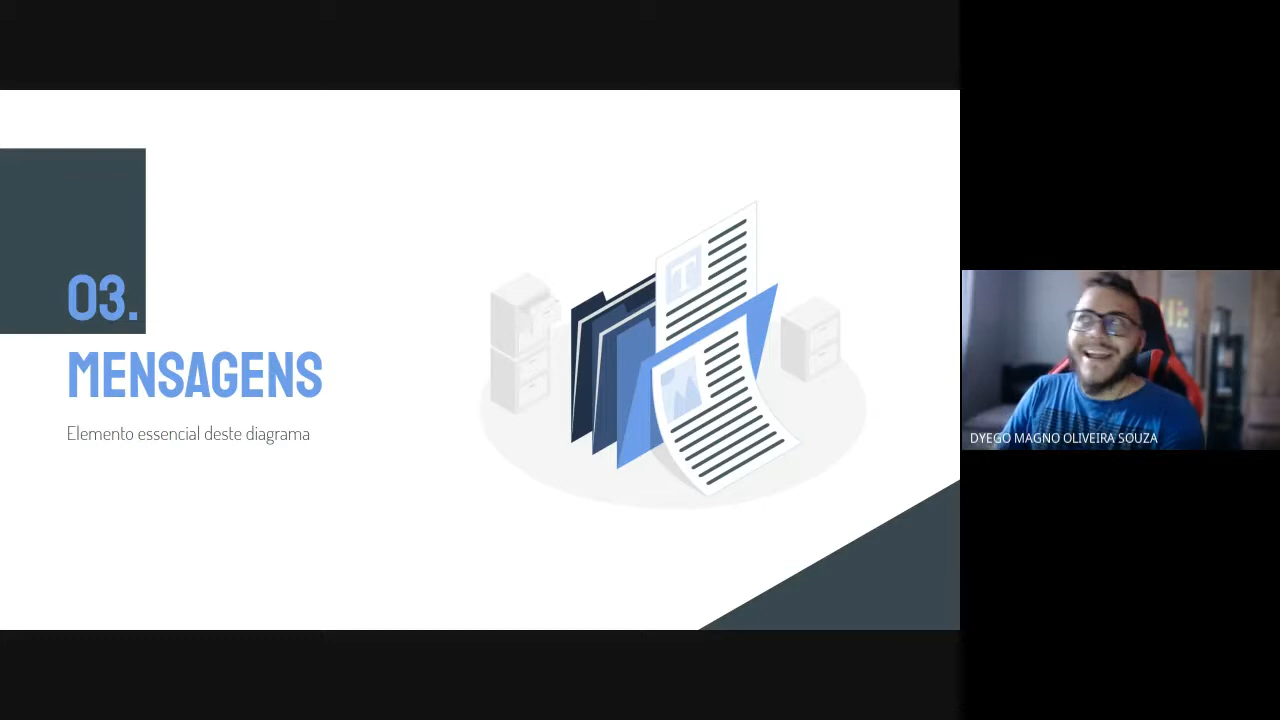 03.
MENSAGENS
Elemento essencial deste diagrama
T
DYEGO MAGNO OLIVEIRA SOUZA